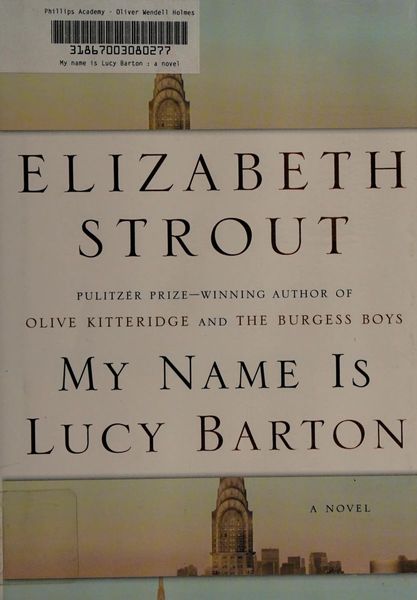 Phillips Academy - Oliver Wendell Holmes
31867003080277
My name is Lucy Barton : a novel
ELIZABETH
STROUT
PULITZER PRIZE—WINNING AUTHOR OF
OLIVE KITTERIDGE AND THE BURGESS BOYS
MY NAME IS
LUCY BARTON
A NOVEL